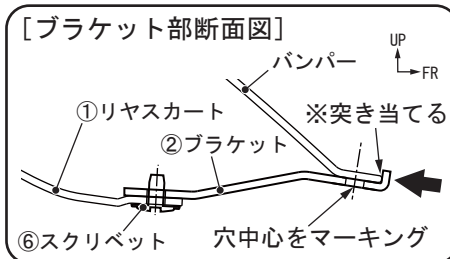 [ブラケット部断面図]
UP
FR
バンパー
①リヤスカート
※突き当てる
②ブラケット
⑥スクリベット
穴中心をマーキング